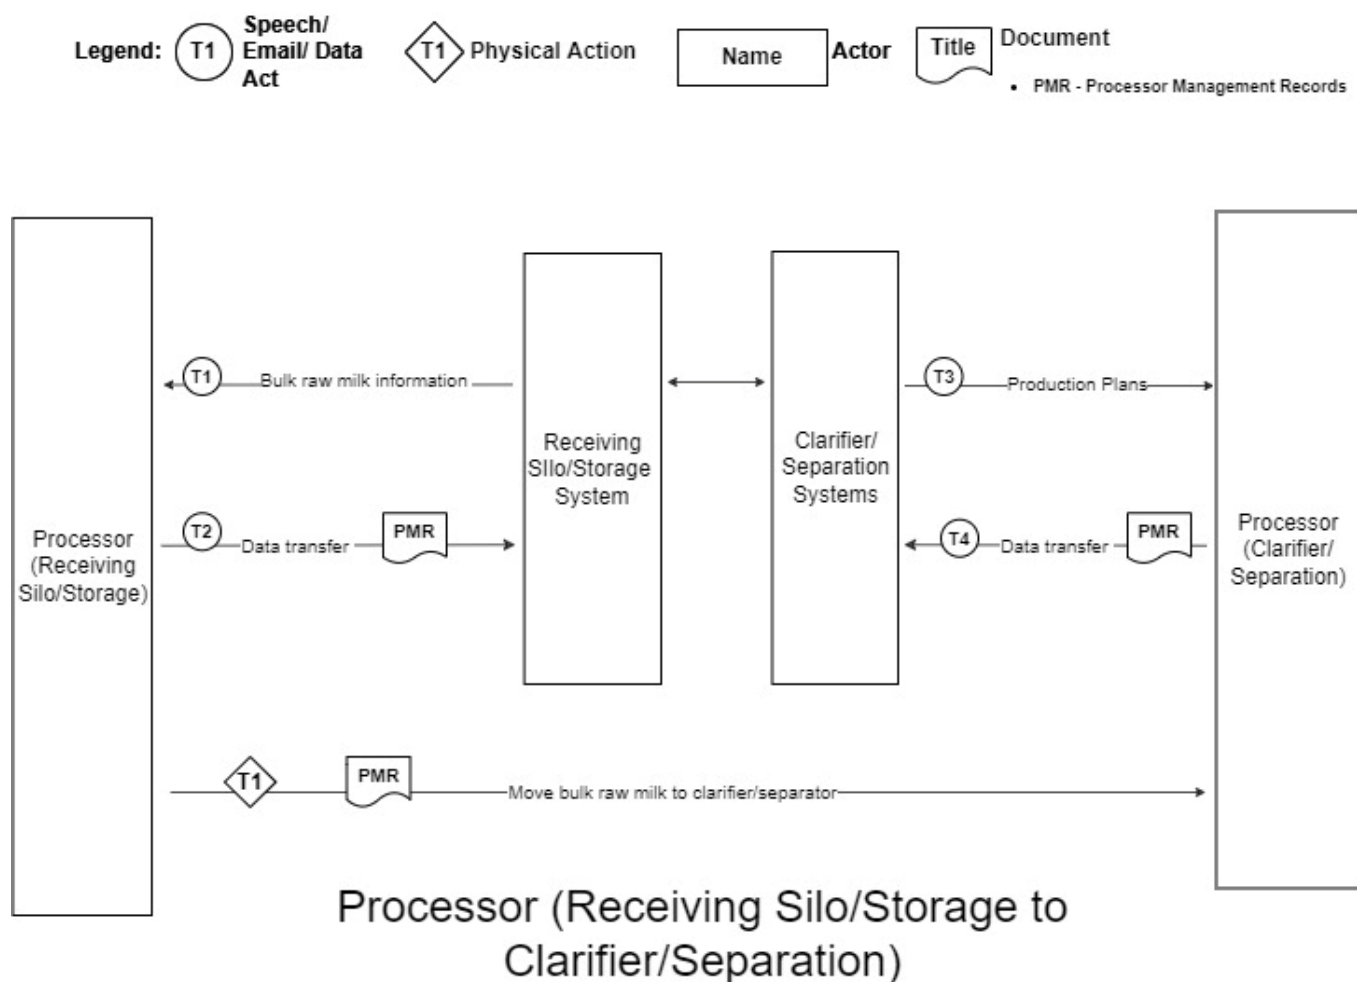 Legend:
T1
Speech/
Email/ Data
Act
T1
Physical Action
Name
Actor
Title
Document
• PMR - Processor Management Records
Processor
(Receiving
Silo/Storage)
T1
Bulk raw milk information
T2
Data transfer
PMR
Receiving
SIlo/Storage
System
Clarifier/
Separation
Systems
T3
Production Plans
T4
Data transfer
PMR
Processor
(Clarifier/
Separation)
T1
PMR
Move bulk raw milk to clarifier/separator
Processor (Receiving Silo/Storage to
Clarifier/Separation)